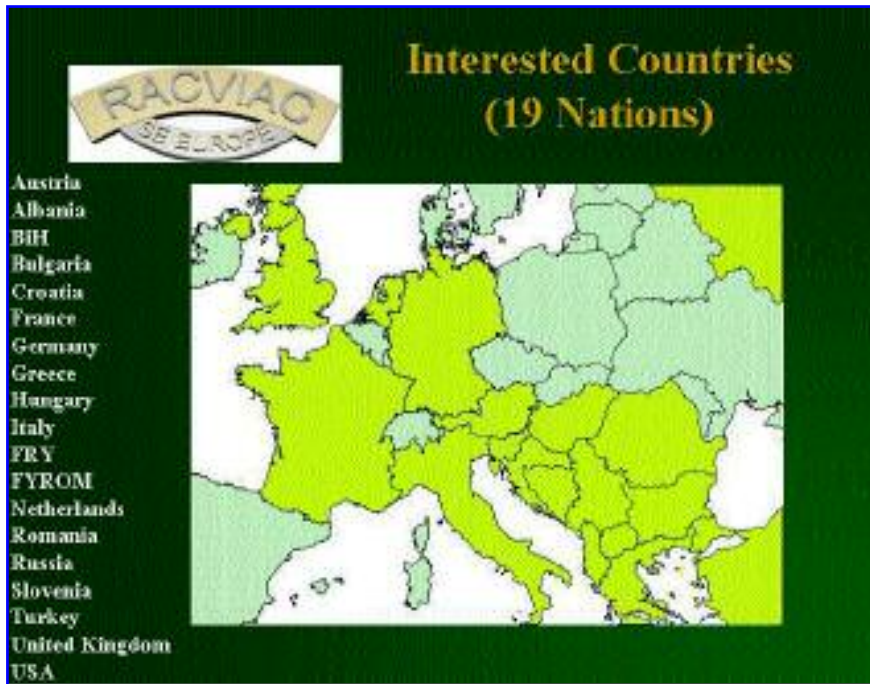 Interested Countries
(19 Nations)
RACVIAC
SE EUROPE
Austria
Albania
BiH
Bulgaria
Croatia
France
Germany
Greece
Hungary
Italy
FRY
FYROM
Netherlands
Romania
Russia
Slovenia
Turkey
United Kingdom
USA